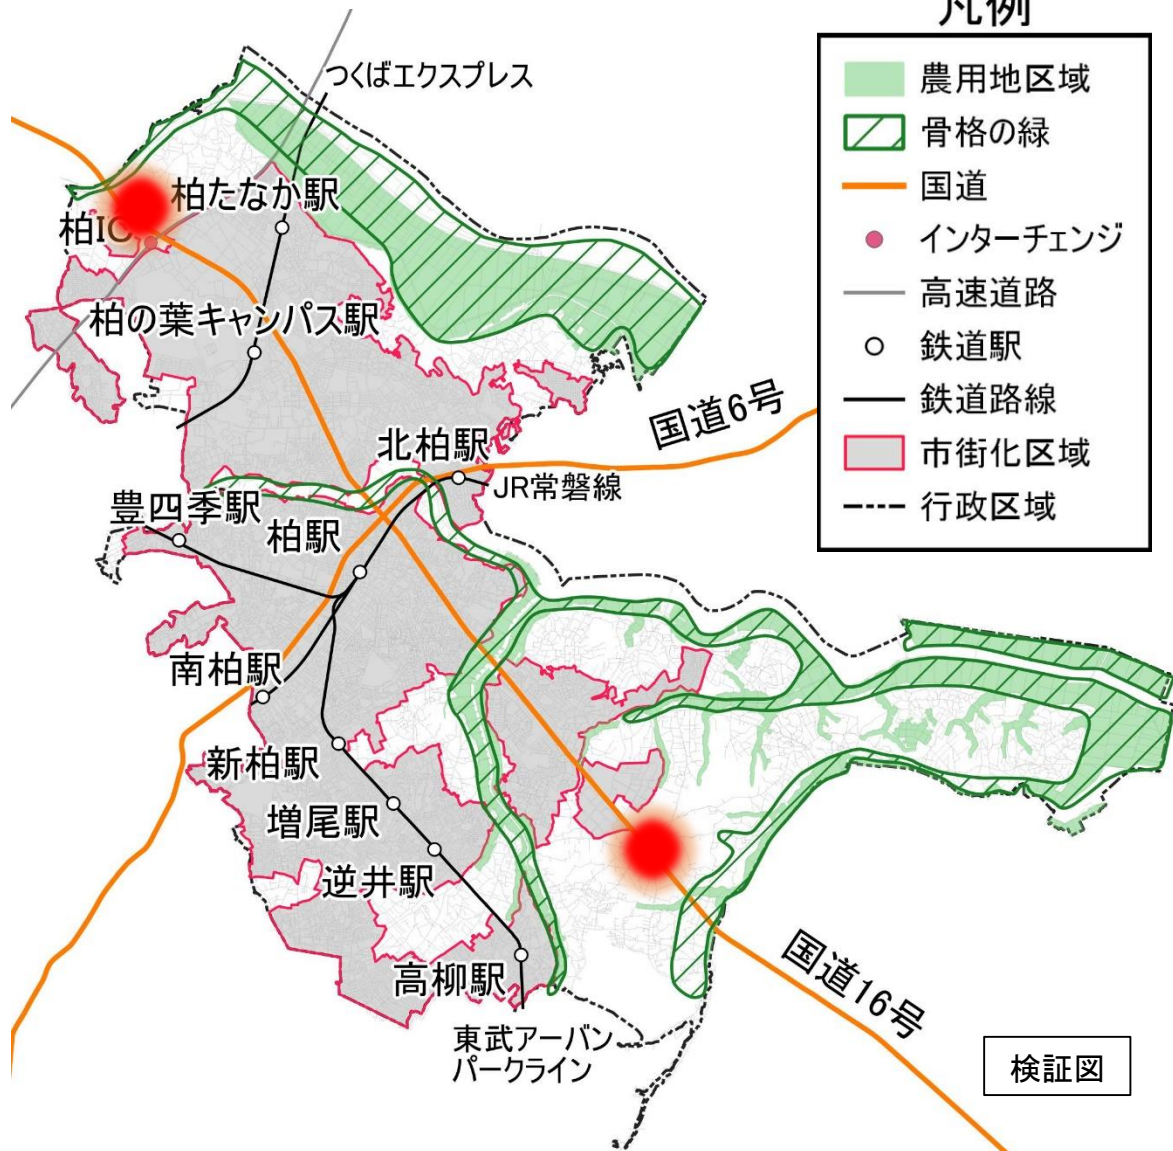 凡例
農用地区域
骨格の緑
国道
インターチェンジ
高速道路
鉄道駅
鉄道路線
市街化区域
行政区域
つくばエクスプレス
柏たなか駅
柏IC
柏の葉キャンパス駅
北柏駅
国道6号
JR常磐線
豊四季駅
柏駅
南柏駅
新柏駅
増尾駅
逆井駅
高柳駅
国道16号
東武アーバン
パークライン
検証図